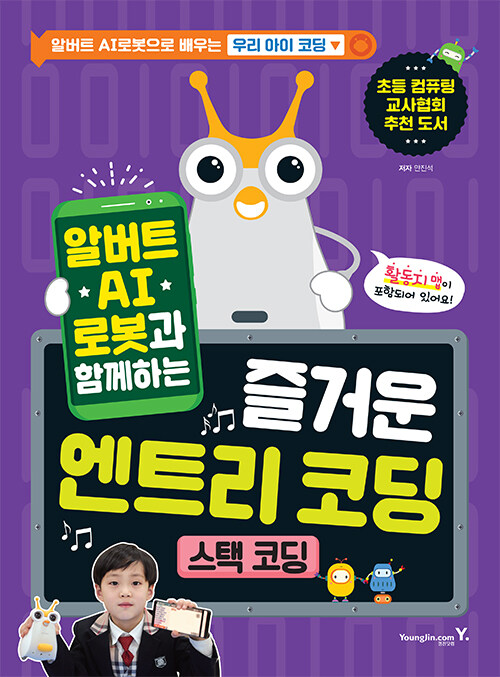 알버트 AI로봇으로 배우는 우리 아이 코딩
초등 컴퓨팅
교사협회
추천 도서
저자 안진석
알버트
AI
로봇과
함께하는
활동지 맵이
포함되어 있어요!
즐거운
엔트리 코딩
스택 코딩
YoungJin.com Y.
영진닷컴